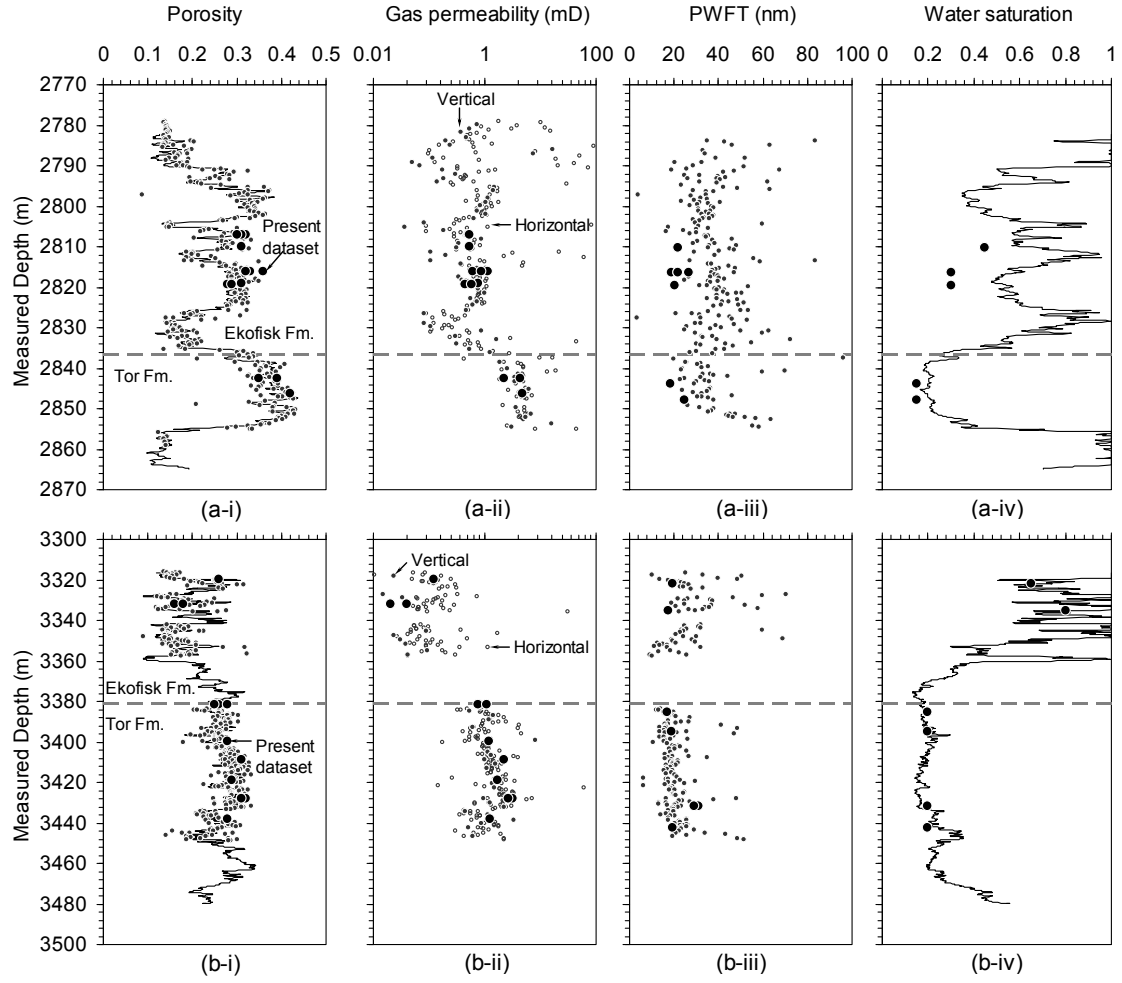 Porosity Gas permeability (mD) PWFT (nm) Water saturation
0 0.1 0.2 0.3 0.4 0.5 0.01 1 100 0 20 40 60 80 100 0 0.2 0.4 0.6 0.8 1
Measured Depth (m)
2770
2780
2790
2800
2810
2820
2830
2840
2850
2860
2870
Present
dataset
Ekofisk Fm.
Tor Fm.
Vertical
Horizontal
(a-i) (a-ii) (a-iii) (a-iv)
Measured Depth (m)
3300
3320
3340
3360
3380
3400
3420
3440
3460
3480
3500
Ekofisk Fm.
Tor Fm.
Present
dataset
Vertical
Horizontal
(b-i) (b-ii) (b-iii) (b-iv)